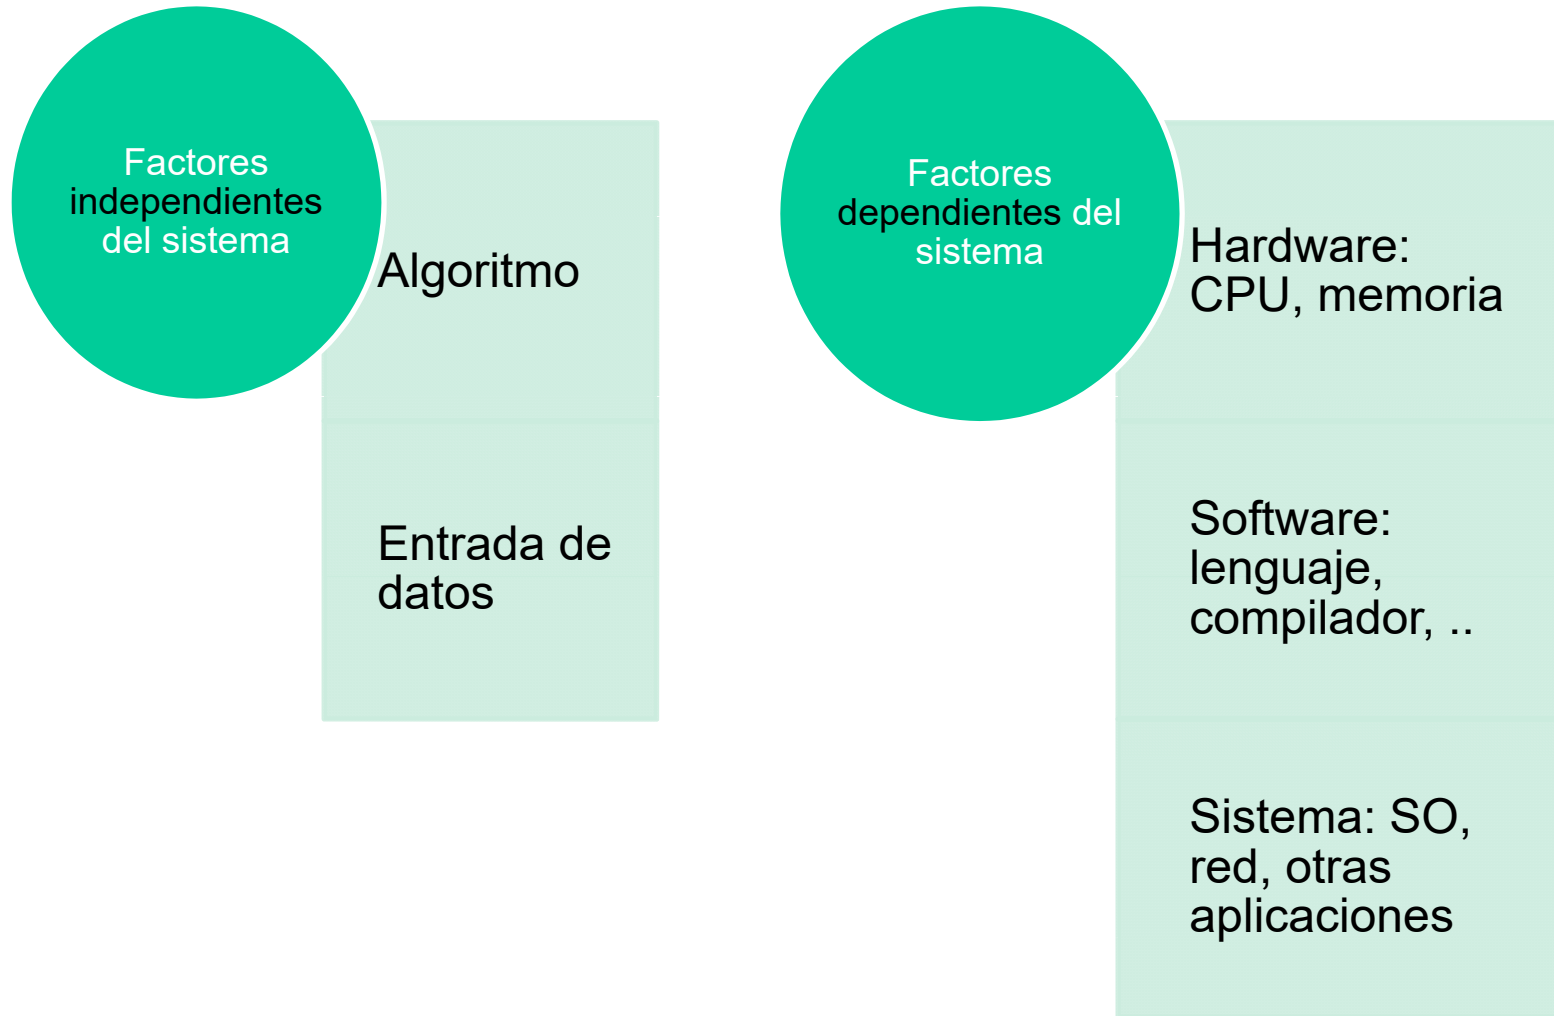 Factores
independientes
del sistema
Algoritmo
Entrada de
datos
Factores
dependientes del
sistema
Hardware:
CPU, memoria
Software:
lenguaje,
compilador, ..
Sistema: SO,
red, otras
aplicaciones